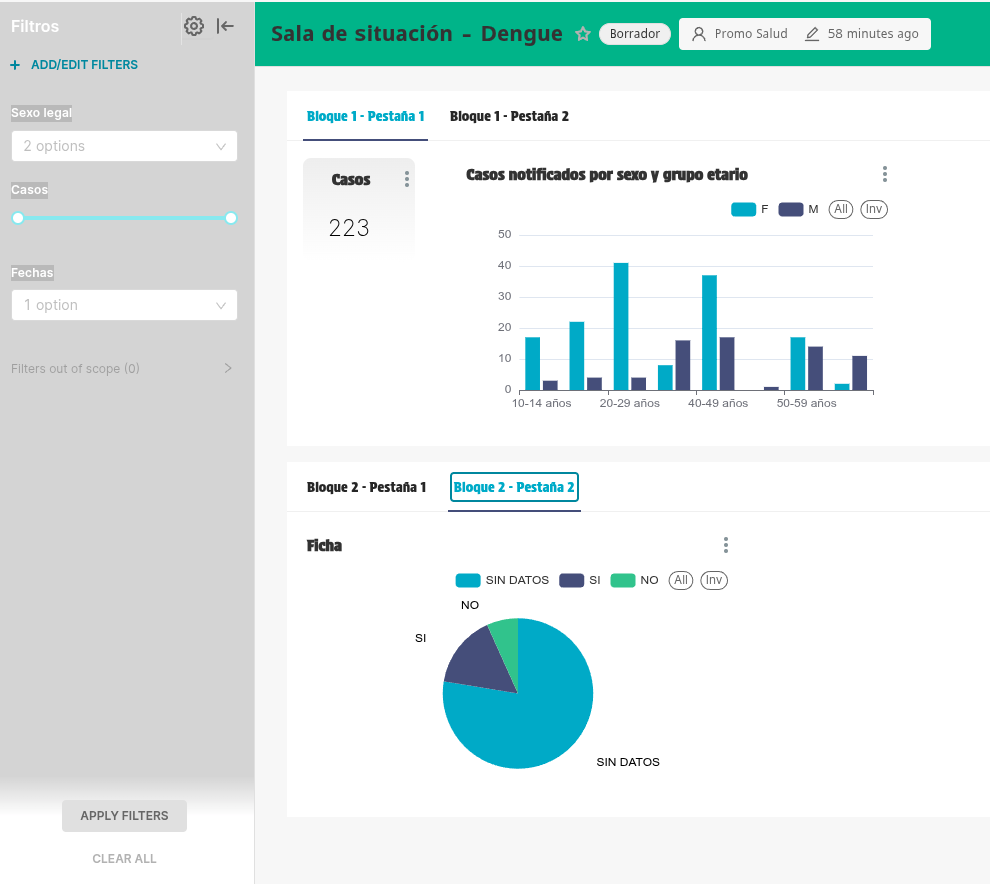 Filtros
+ ADD/EDIT FILTERS
Sexo legal
2 options
Casos
Fechas
1 option
Filters out of scope (0)
APPLY FILTERS
CLEAR ALL
Sala de situación - Dengue
Borrador
Promo Salud
58 minutes ago
Bloque 1 - Pestaña 1
Bloque 1 - Pestaña 2
Casos
223
Casos notificados por sexo y grupo etario
F M All Inv
50
40
30
20
10
0
10-14 años 20-29 años 40-49 años 50-59 años
Bloque 2 - Pestaña 1
Bloque 2 - Pestaña 2
Ficha
SIN DATOS SI NO All Inv
NO
SI
SIN DATOS